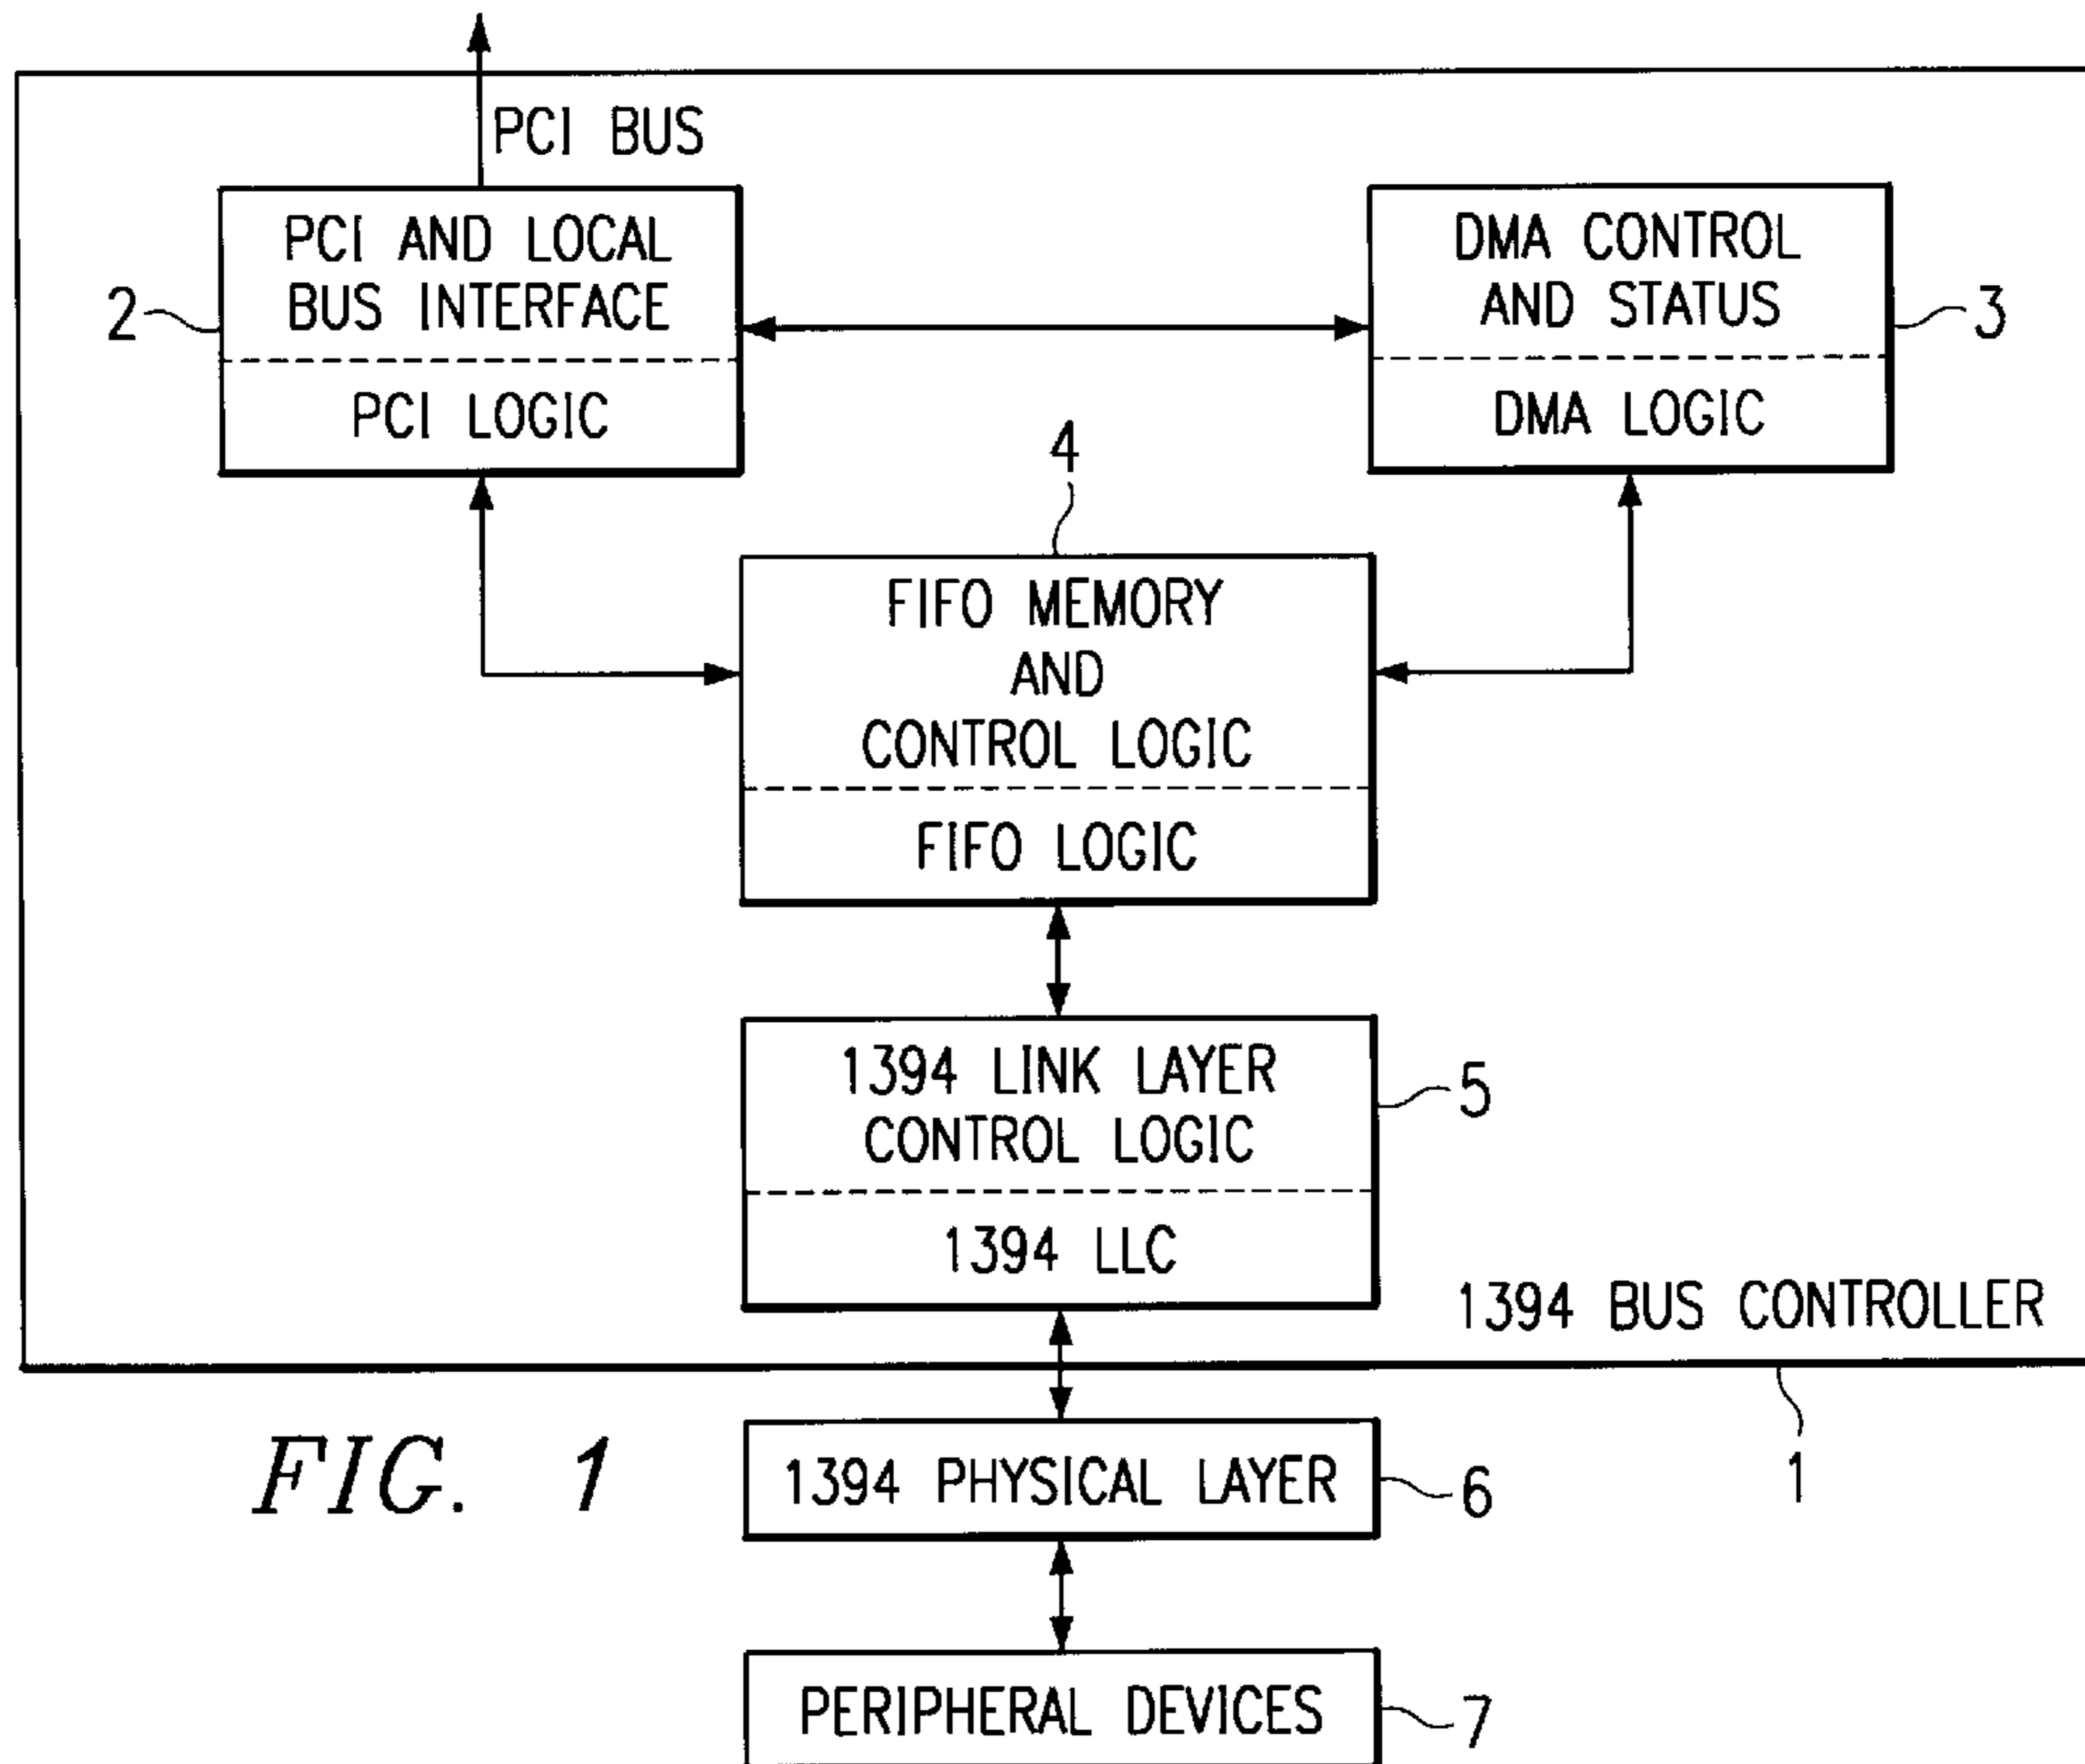 PCI BUS
PCI AND LOCAL
BUS INTERFACE
PCI LOGIC
2
DMA CONTROL
AND STATUS
DMA LOGIC
3
4
FIFO MEMORY
AND
CONTROL LOGIC
FIFO LOGIC
1394 LINK LAYER
CONTROL LOGIC
1394 LLC
5
1394 BUS CONTROLLER
1
FIG. 1
1394 PHYSICAL LAYER
6
PERIPHERAL DEVICES
7